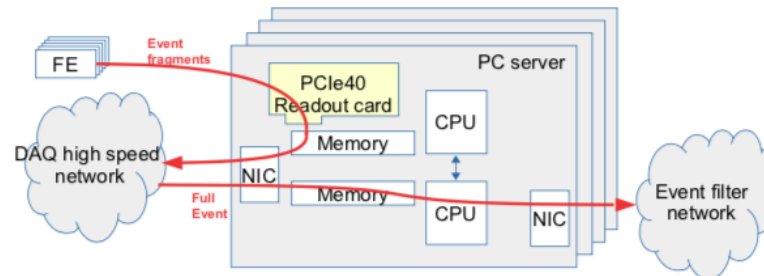 Event
fragments
FE
PC server
PCIe40
Readout card
CPU
Memory
DAQ high speed
network
NIC
Full
Event
Memory
CPU
NIC
Event filter
network